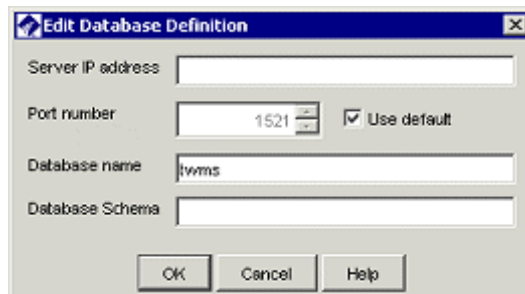 Edit Database Definition
Server IP address
Port number 1521 Use default
Database name twms
Database Schema
OK Cancel Help